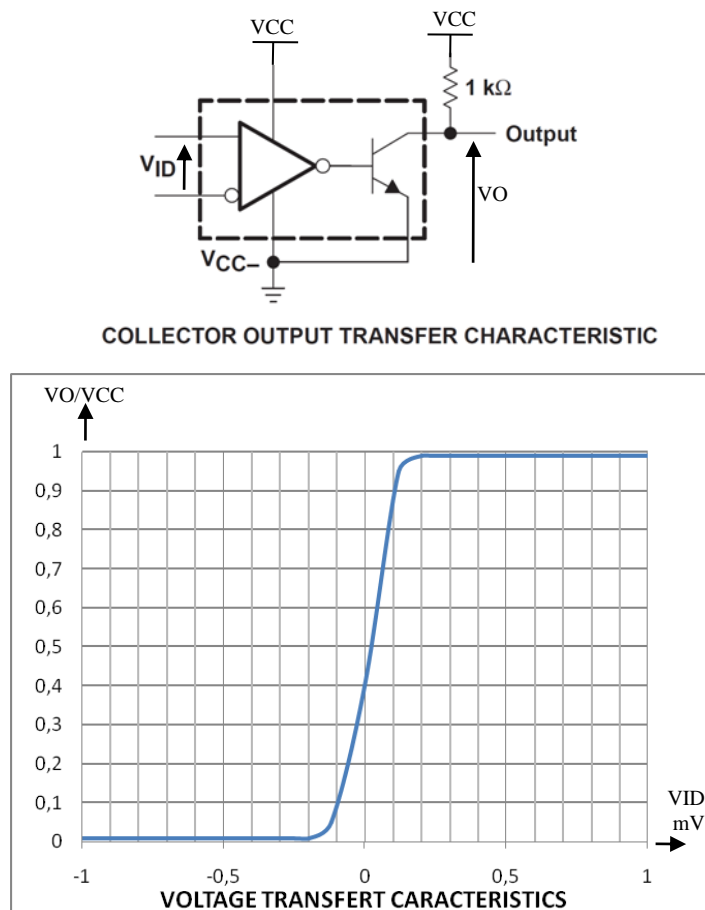 VCC VCC
1 kΩ
Output
VID
VO
VCC–
COLLECTOR OUTPUT TRANSFER CHARACTERISTIC
VO/VCC
1
0,9
0,8
0,7
0,6
0,5
0,4
0,3
0,2
0,1
0
VID
mV
-1 -0,5 0 0,5 1
VOLTAGE TRANSFERT CARACTERISTICS